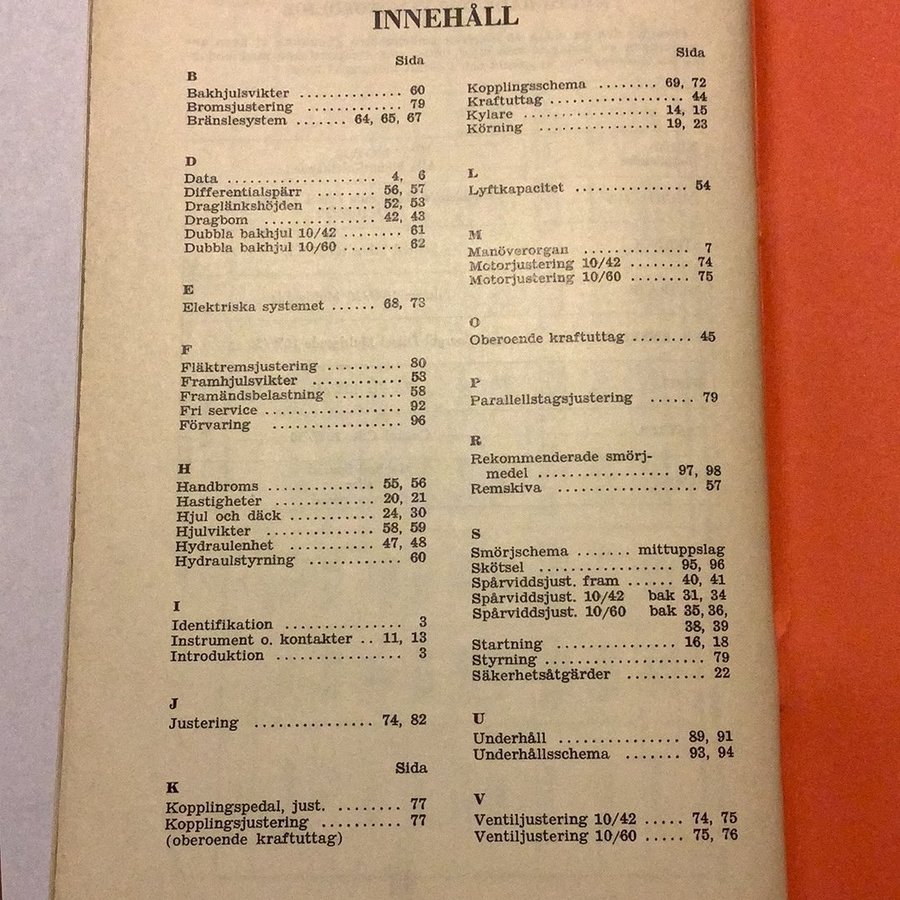 INNEHÅLL
Sida
B
Bakhjulsvikter .............. 60
Bromsjustering ............ 79
Bränslesystem ....... 64, 65, 67
D
Data .................... 4, 6
Differentialspärr ........ 56, 57
Draglänkshöjden ........ 52, 53
Dragbom .............. 42, 43
Dubbla bakhjul 10/42 ........ 61
Dubbla bakhjul 10/60 ........ 62
E
Elektriska systemet ...... 68, 73
F
Fläktremsjustering .......... 80
Framhjulsvikter ............ 53
Framändsbelastning ......... 58
Fri service .................. 92
Förvaring ................. 96
H
Handbroms .............. 55, 56
Hastigheter .............. 20, 21
Hjul och däck ............ 24, 30
Hjulvikter .............. 58, 59
Hydraulenhet ........... 47, 48
Hydraulstyrning ............ 60
I
Identifikation ............... 3
Instrument o. kontakter .. 11, 13
Introduktion ................ 3
J
Justering ............... 74, 82
Sida
K
Kopplingspedal, just. ........ 77
Kopplingsjustering .......... 77
(oberoende kraftuttag)
Sida
Kopplingsschema ........ 69, 72
Kraftuttag .................. 44
Kylare .................. 14, 15
Körning ................ 19, 23
L
Lyftkapacitet ............... 54
M
Manöverorgan .............. 7
Motorjustering 10/42 ........ 74
Motorjustering 10/60 ........ 75
O
Oberoende kraftuttag ........ 45
P
Parallellstagsjustering ...... 79
R
Rekommenderade smörj-
medel .................. 97, 98
Remskiva .................. 57
S
Smörjschema ....... mittuppslag
Skötsel .................. 95, 96
Spårviddsjust. fram ...... 40, 41
Spårviddsjust. 10/42 bak 31, 34
Spårviddsjust. 10/60 bak 35, 36,
38, 39
Startning ................ 16, 18
Styrning ..................... 79
Säkerhetsåtgärder .......... 22
U
Underhåll ................ 89, 91
Underhållsschema ....... 93, 94
V
Ventiljustering 10/42 ..... 74, 75
Ventiljustering 10/60 ..... 75, 76